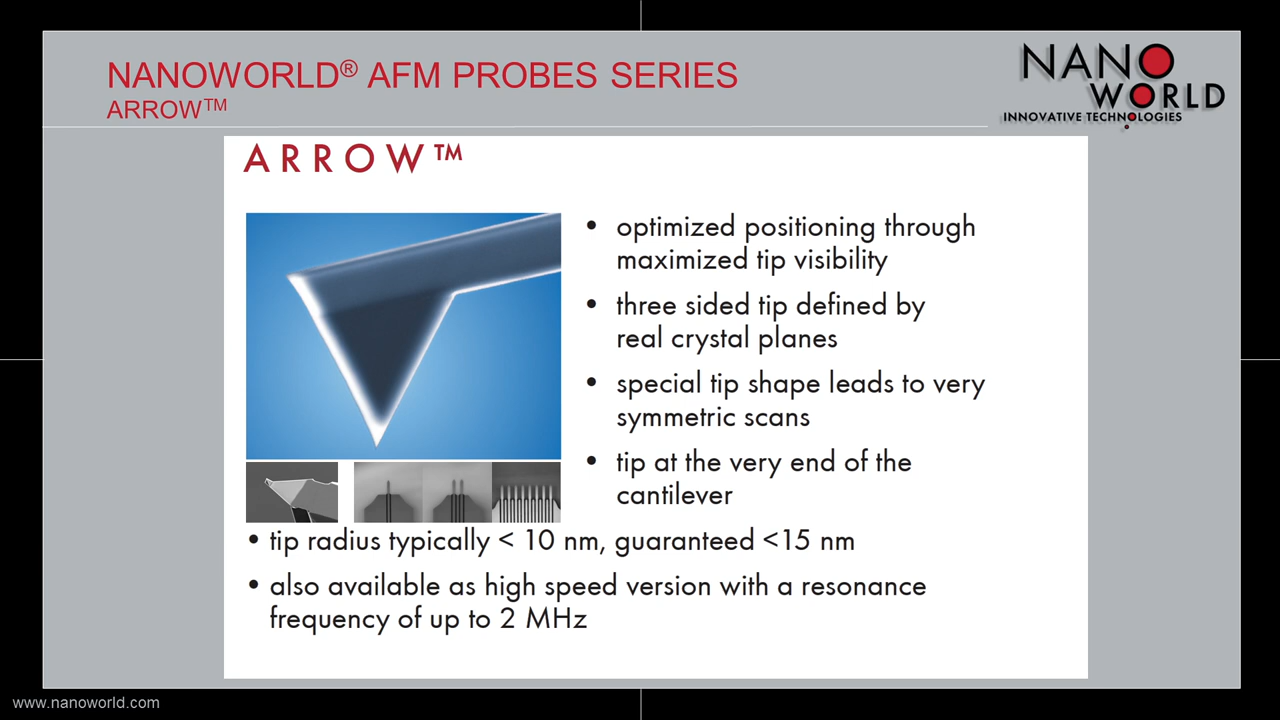 NANOWORLD® AFM PROBES SERIES
ARROW™
NANO
WORLD
INNOVATIVE TECHNOLOGIES
ARROW™
• optimized positioning through
maximized tip visibility
• three sided tip defined by
real crystal planes
• special tip shape leads to very
symmetric scans
• tip at the very end of the
cantilever
• tip radius typically < 10 nm, guaranteed <15 nm
• also available as high speed version with a resonance
frequency of up to 2 MHz
www.nanoworld.com